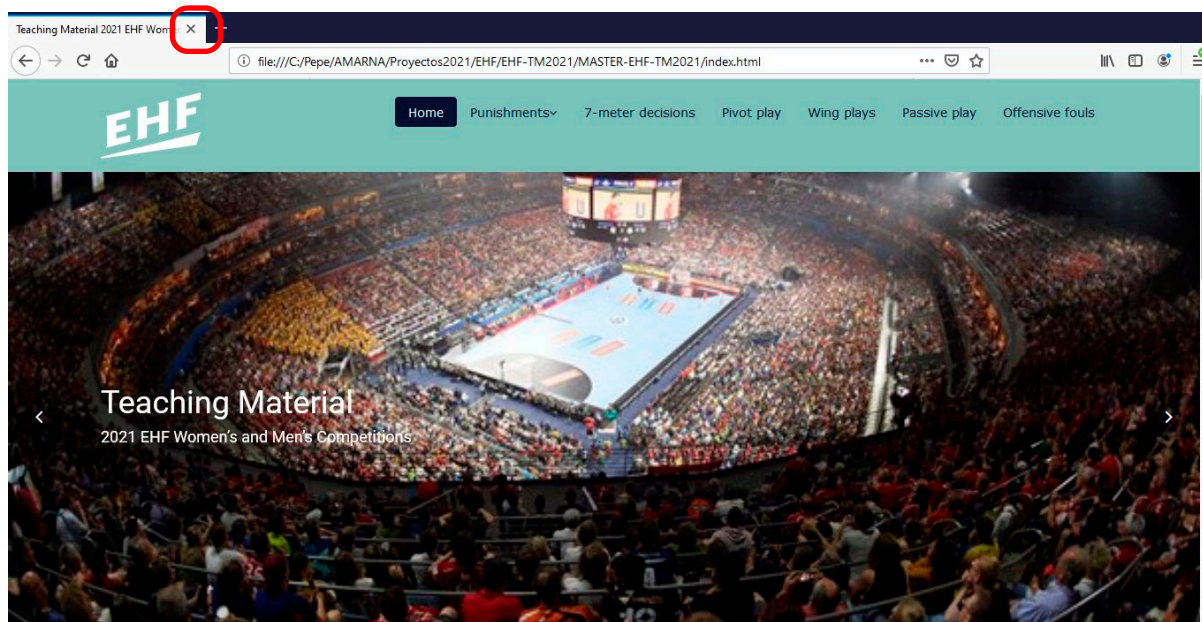 Teaching Material 2021 EHF Wom
file:///C:/Pepe/AMARNA/Proyectos2021/EHF/EHF-TM2021/MASTER-EHF-TM2021/index.html
EHF
Home Punishments 7-meter decisions Pivot play Wing plays Passive play Offensive fouls
Teaching Material
2021 EHF Women's and Men's Competitions